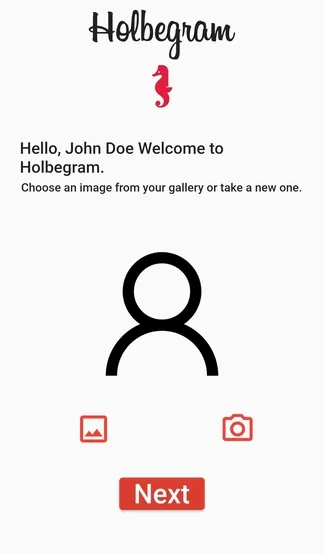 Holbegram
Hello, John Doe Welcome to
Holbegram.
Choose an image from your gallery or take a new one.
Next